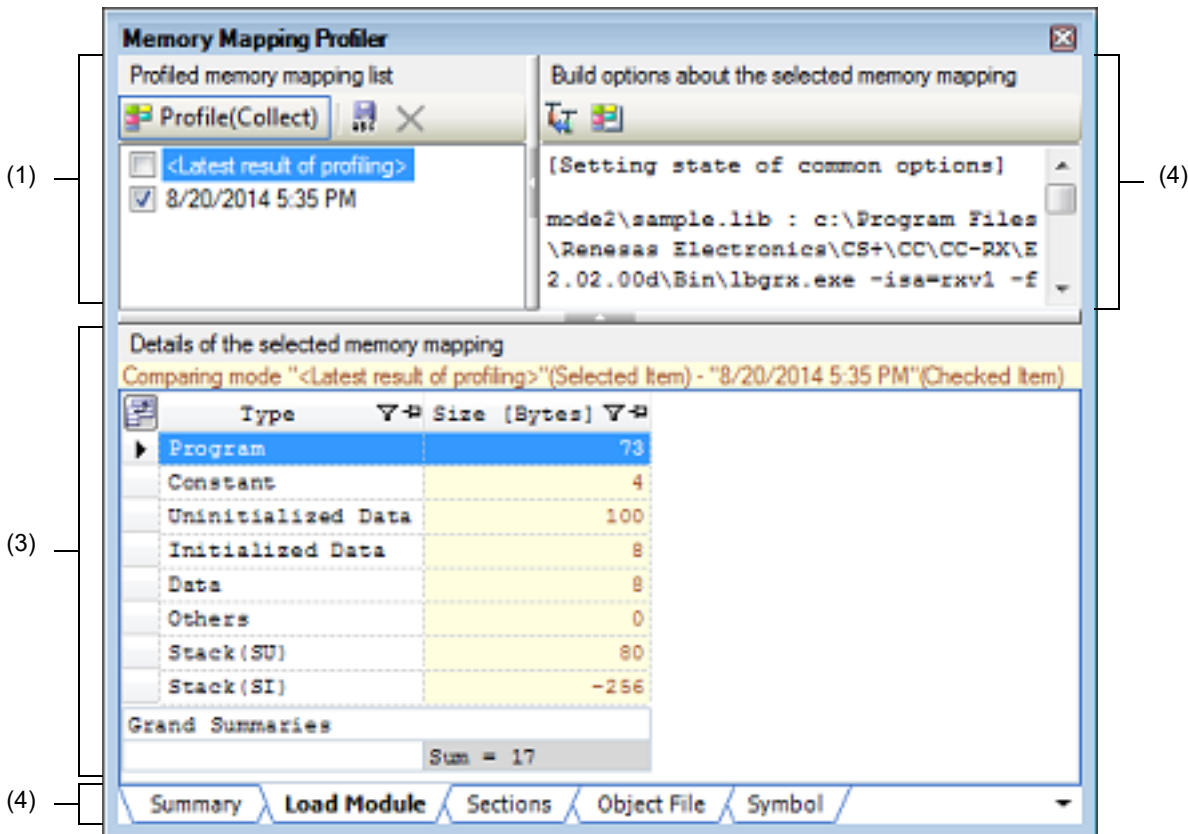 Memory Mapping Profiler
Profiled memory mapping list
Profile(Collect)
<Latest result of profiling>
8/20/2014 5:35 PM
(1)
Build options about the selected memory mapping
[Setting state of common options]
mode2\sample.lib : c:\Program Files
\Renesas Electronics\CS+\CC\CC-RX\E
2.02.00d\Bin\lbgrx.exe -isa=rxv1 -f
(4)
Details of the selected memory mapping
Comparing mode "<Latest result of profiling>"(Selected Item) - "8/20/2014 5:35 PM"(Checked Item)
Type Size [Bytes]
Program 73
Constant 4
Uninitialized Data 100
Initialized Data 8
Data 8
Others 0
Stack(SU) 80
Stack(SI) -256
Grand Summaries
Sum = 17
(3)
(4)
Summary Load Module Sections Object File Symbol